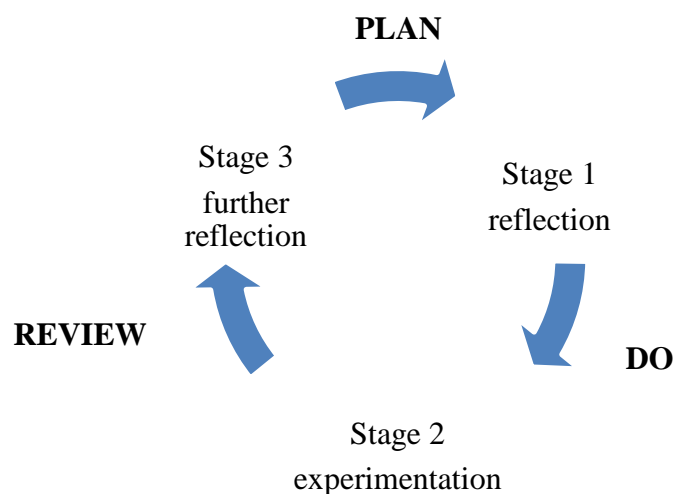 PLAN
Stage 1
reflection
DO
Stage 2
experimentation
REVIEW
Stage 3
further
reflection